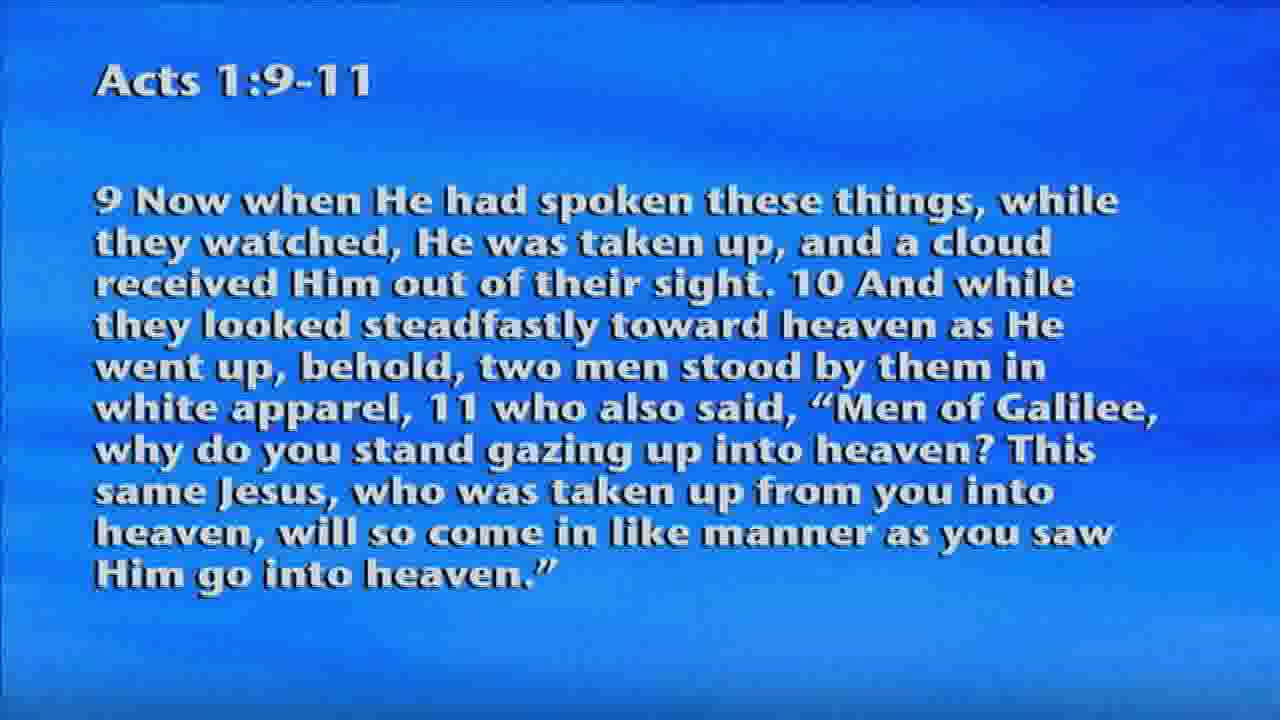 Acts 1:9-11
9 Now when He had spoken these things, while
they watched, He was taken up, and a cloud
received Him out of their sight. 10 And while
they looked steadfastly toward heaven as He
went up, behold, two men stood by them in
white apparel, 11 who also said, “Men of Galilee,
why do you stand gazing up into heaven? This
same Jesus, who was taken up from you into
heaven, will so come in like manner as you saw
Him go into heaven.”